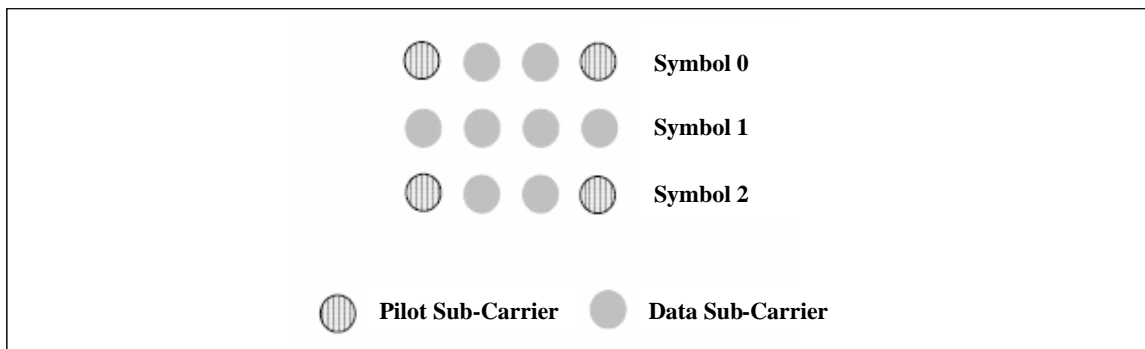 Symbol 0
Symbol 1
Symbol 2
Pilot Sub-Carrier Data Sub-Carrier